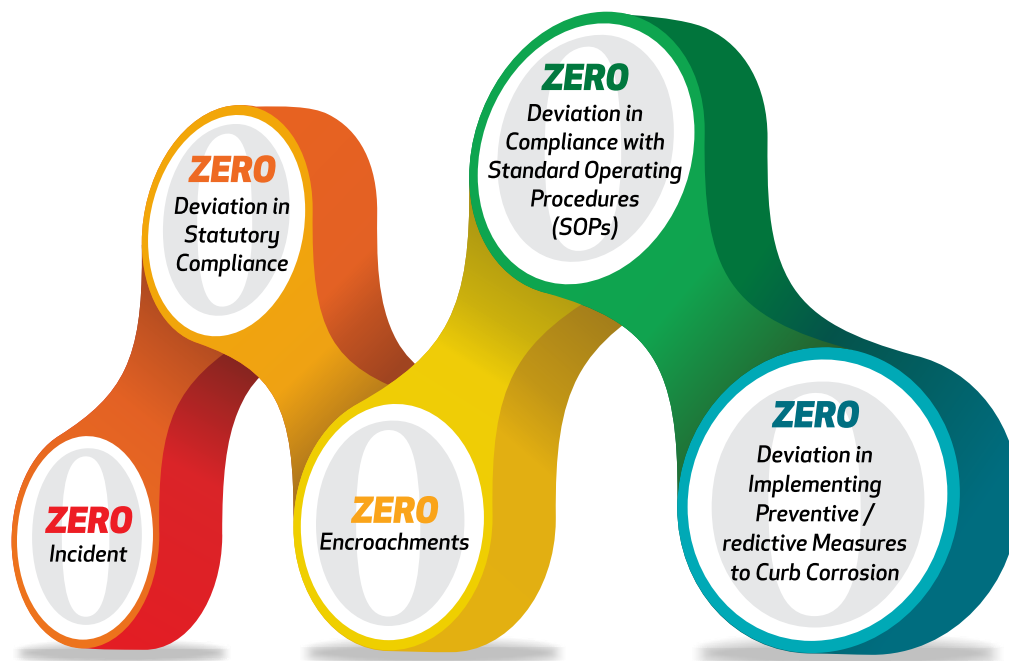 ZERO
Incident
ZERO
Deviation in
Statutory
Compliance
ZERO
Encroachments
ZERO
Deviation in
Compliance with
Standard Operating
Procedures
(SOPs)
ZERO
Deviation in
Implementing
Preventive /
redictive Measures
to Curb Corrosion